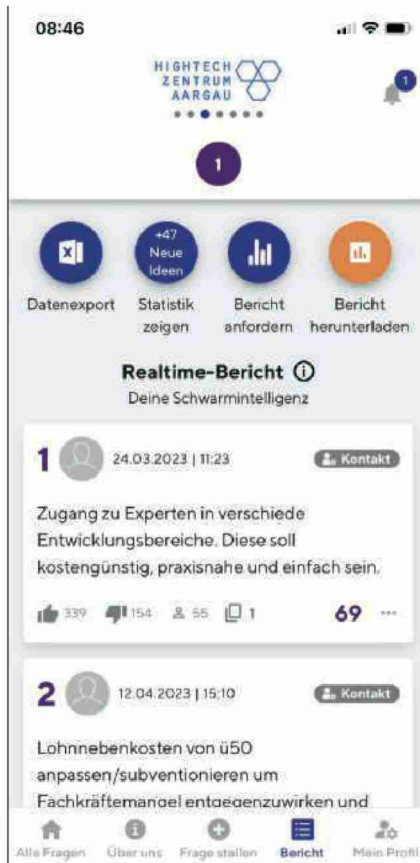 08:46
HIGHTECH
ZENTRUM
AARGAU
1
1
+47
Neue
Ideen
Datenexport Statistik Bericht Bericht
zeigen anfordern herunterladen
Realtime-Bericht
Deine Schwarmintelligenz
1 24.03.2023 | 11:23 Kontakt
Zugang zu Experten in verschiede
Entwicklungsbereiche. Diese soll
kostengünstig, praxisnahe und einfach sein.
339 154 55 1 69 ...
2 12.04.2023 | 15:10 Kontakt
Lohnnebenkosten von ü50
anpassen/subventionieren um
Fachkräftemangel entgegenzuwirken und
Alle Fragen Über uns Frage stellen Bericht Mein Profil